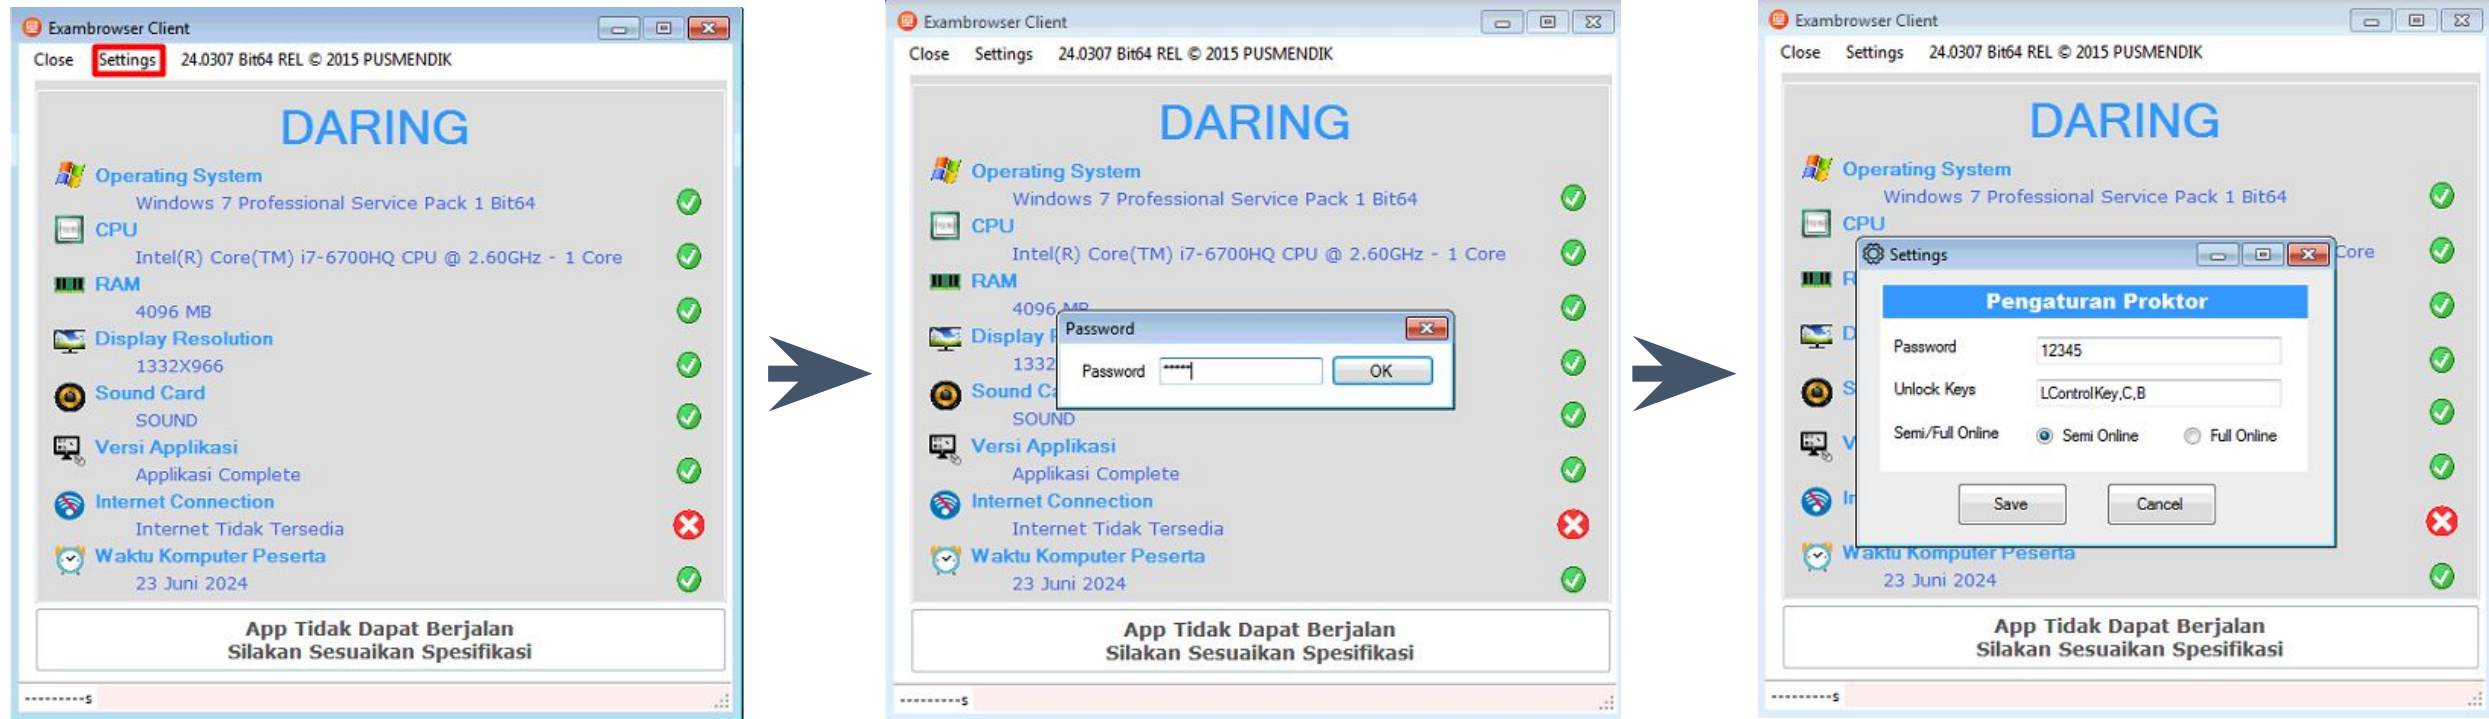 Exambrowser Client
Close Settings 24.0307 Bit64 REL © 2015 PUSMENDIK
DARING
Operating System
Windows 7 Professional Service Pack 1 Bit64
CPU
Intel(R) Core(TM) i7-6700HQ CPU @ 2.60GHz - 1 Core
RAM
4096 MB
Display Resolution
1332X966
Sound Card
SOUND
Versi Applikasi
Applikasi Complete
Internet Connection
Internet Tidak Tersedia
Waktu Komputer Peserta
23 Juni 2024
App Tidak Dapat Berjalan
Silakan Sesuaikan Spesifikasi
---------s
Exambrowser Client
Close Settings 24.0307 Bit64 REL © 2015 PUSMENDIK
DARING
Operating System
Windows 7 Professional Service Pack 1 Bit64
CPU
Intel(R) Core(TM) i7-6700HQ CPU @ 2.60GHz - 1 Core
RAM
4096 MB
Display
1332
Password
Password ***** OK
Sound
SOUND
Versi Applikasi
Applikasi Complete
Internet Connection
Internet Tidak Tersedia
Waktu Komputer Peserta
23 Juni 2024
App Tidak Dapat Berjalan
Silakan Sesuaikan Spesifikasi
---------s
Exambrowser Client
Close Settings 24.0307 Bit64 REL © 2015 PUSMENDIK
DARING
Operating System
Windows 7 Professional Service Pack 1 Bit64
CPU
Core
Settings
Pengaturan Proktor
Password 12345
Unlock Keys LControlKey,C,B
Semi/Full Online Semi Online Full Online
Save Cancel
Waktu Komputer Peserta
23 Juni 2024
App Tidak Dapat Berjalan
Silakan Sesuaikan Spesifikasi
---------s